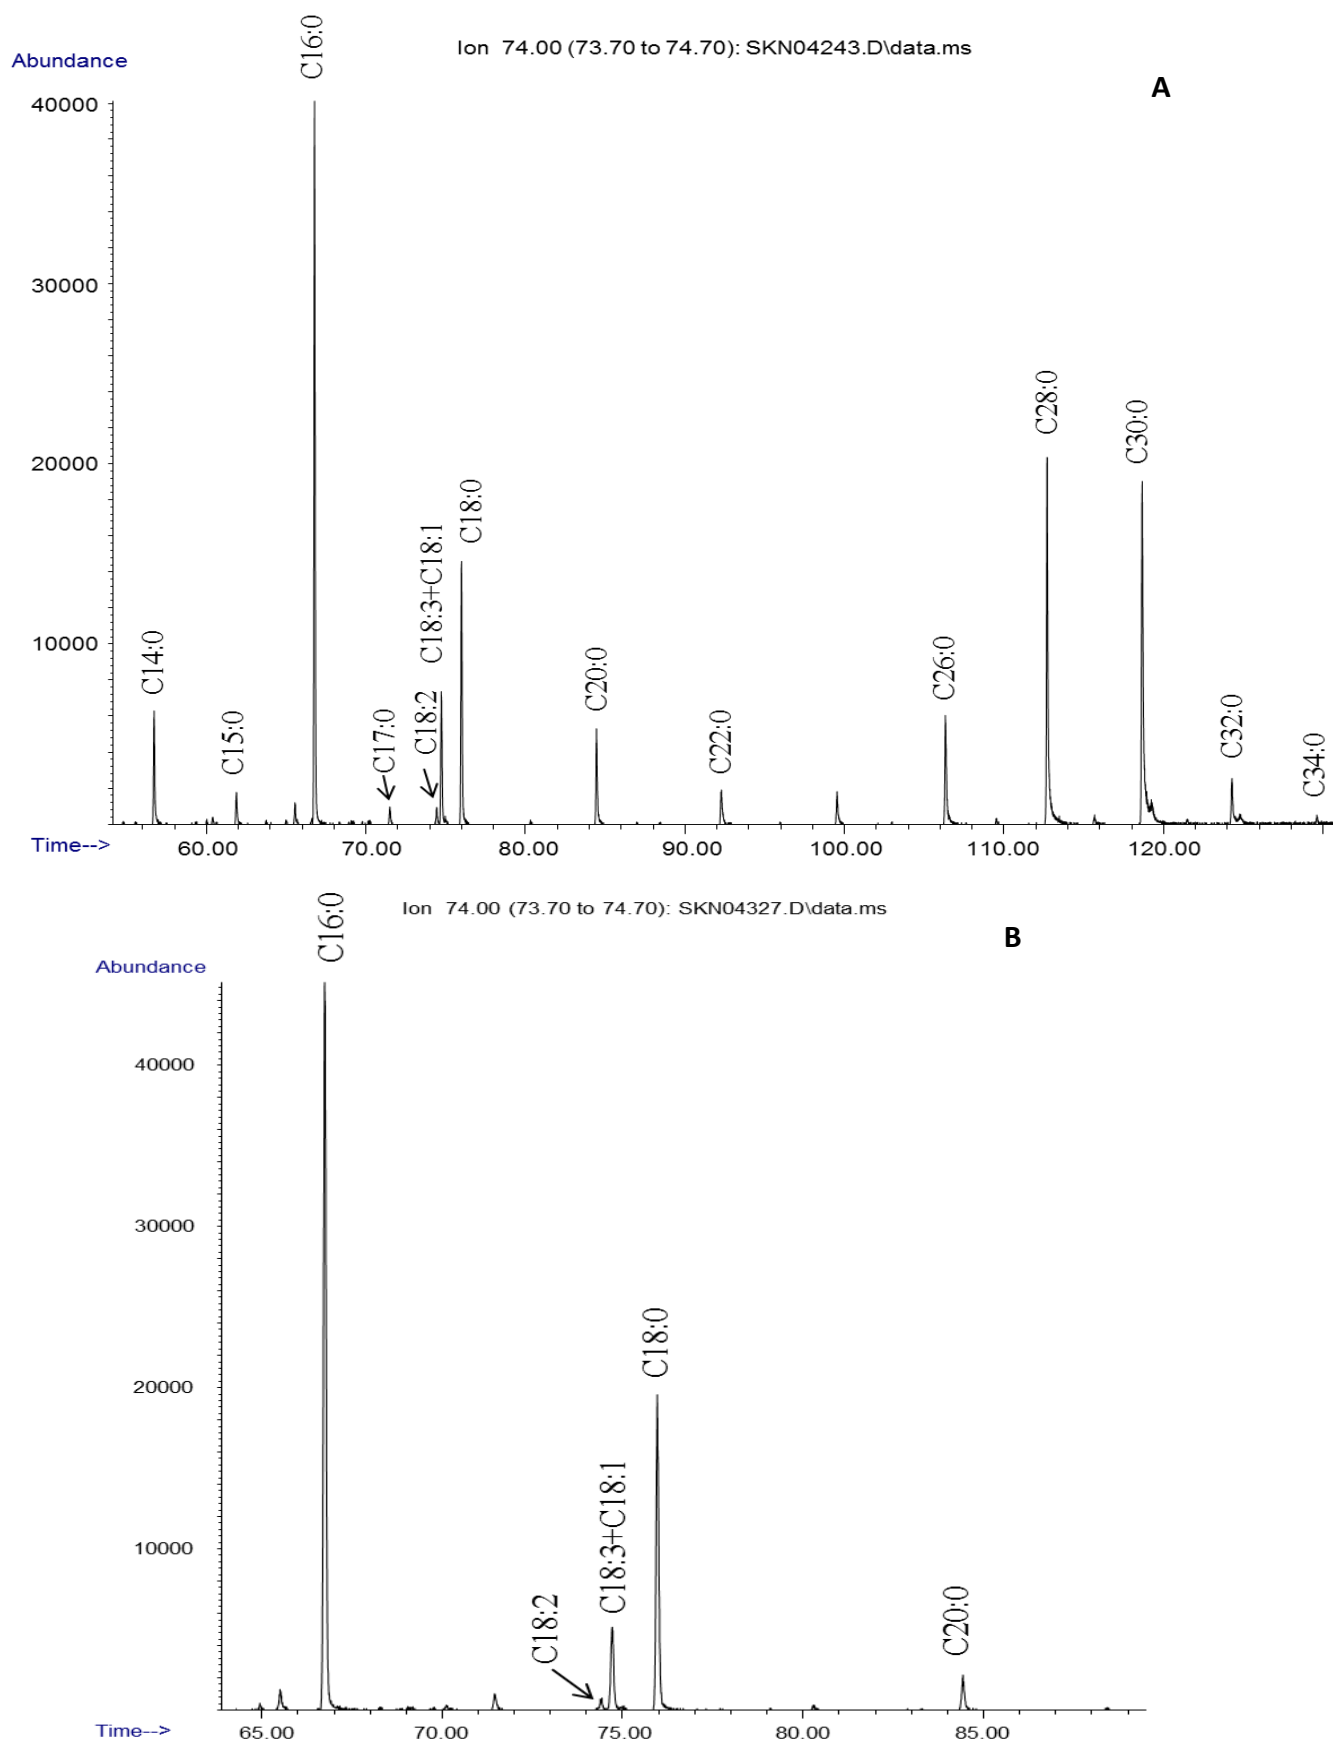 Ion 74.00 (73.70 to 74.70): SKN04243.D\data.ms
Abundance
A
C16:0
40000
30000
20000
10000
C14:0
C15:0
C17:0
C18:2
C18:3+C18:1
C18:0
C20:0
C22:0
C26:0
C28:0
C30:0
C32:0
C34:0
Time-->
60.00 70.00 80.00 90.00 100.00 110.00 120.00
Ion 74.00 (73.70 to 74.70): SKN04327.D\data.ms
B
Abundance
C16:0
40000
30000
20000
10000
C18:2
C18:3+C18:1
C18:0
C20:0
Time-->
65.00 70.00 75.00 80.00 85.00